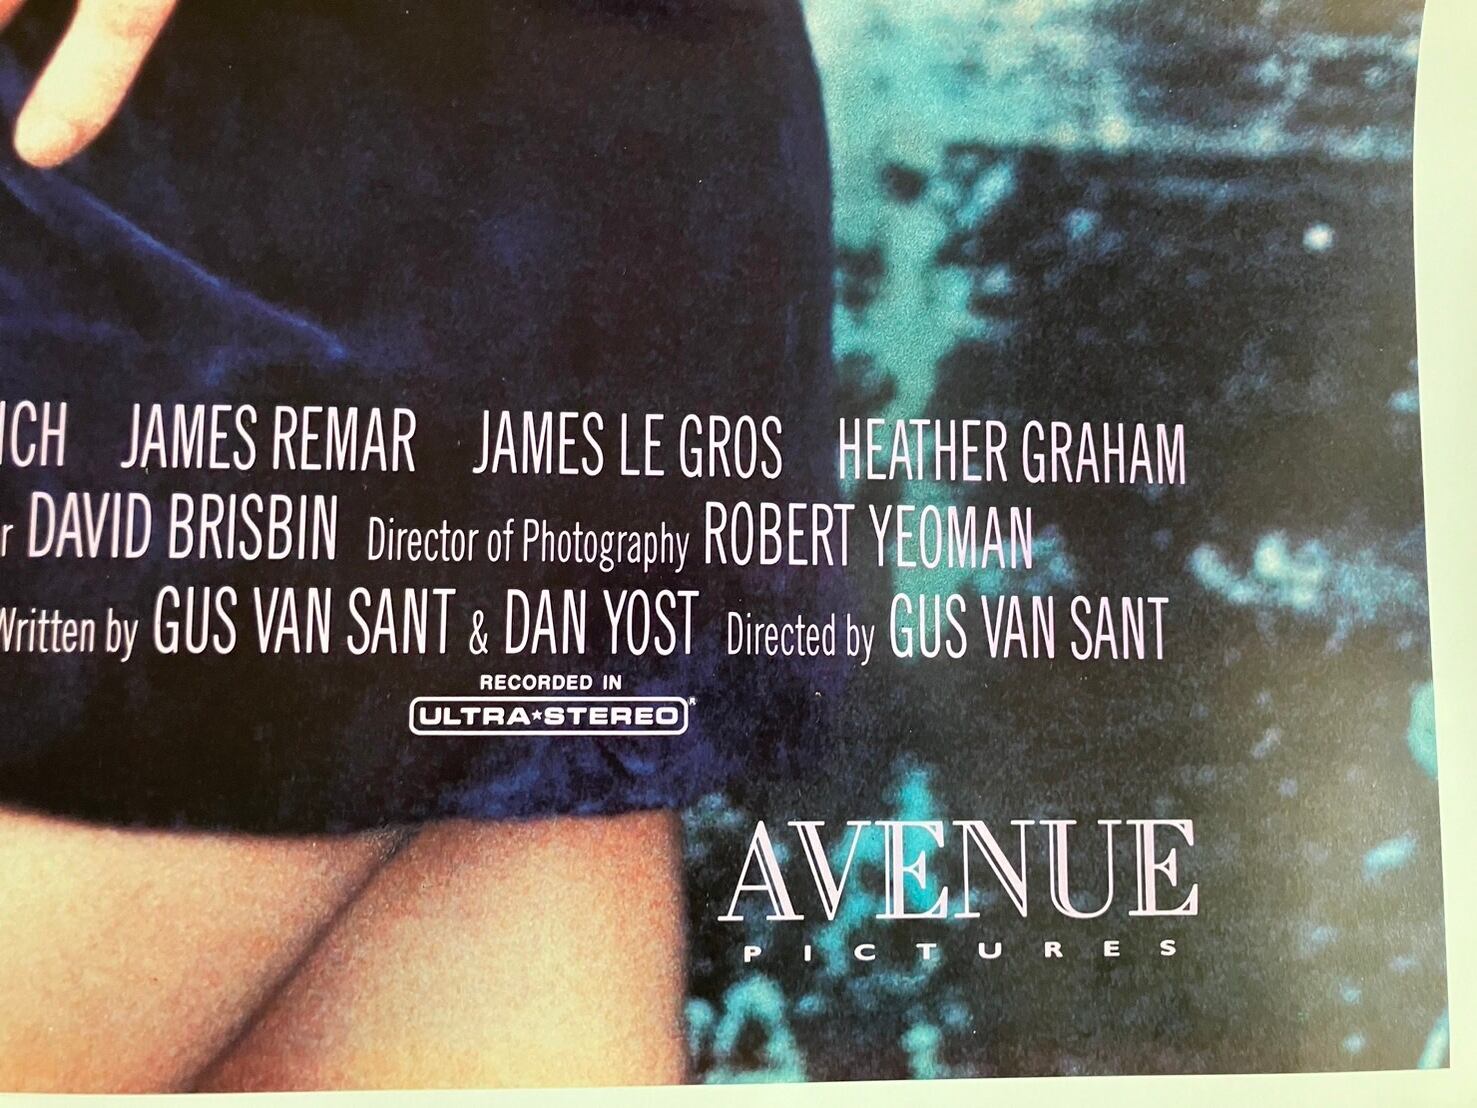 ICH JAMES REMAR JAMES LE GROS HEATHER GRAHAM
r DAVID BRISBIN Director of Photography ROBERT YEOMAN
Written by GUS VAN SANT & DAN YOST Directed by GUS VAN SANT
RECORDED IN
ULTRA★STEREO®
AVENUE
PICTURES